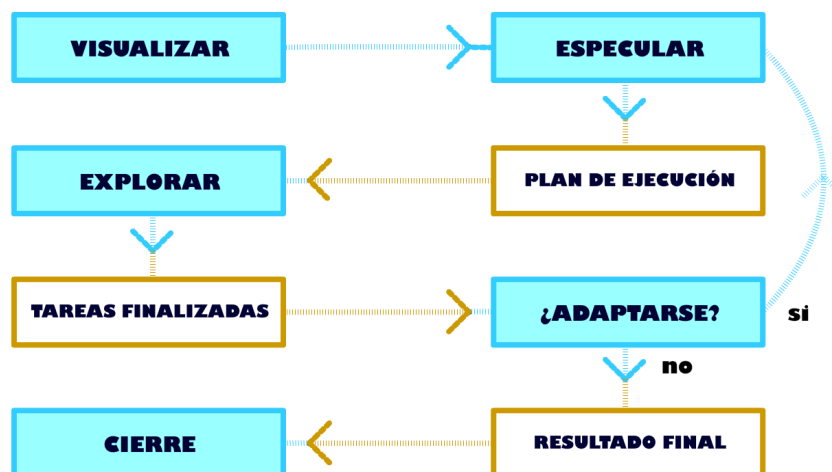 VISUALIZAR
ESPECULAR
EXPLORAR
PLAN DE EJECUCIÓN
TAREAS FINALIZADAS
¿ADAPTARSE?
si
no
CIERRE
RESULTADO FINAL